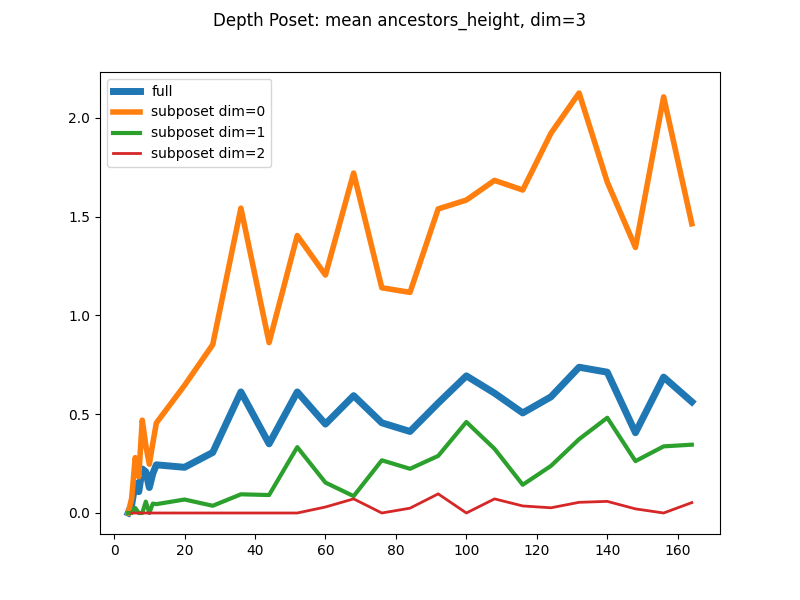 Depth Poset: mean ancestors_height, dim=3
full
subposet dim=0
subposet dim=1
subposet dim=2
2.0
1.5
1.0
0.5
0.0
0 20 40 60 80 100 120 140 160